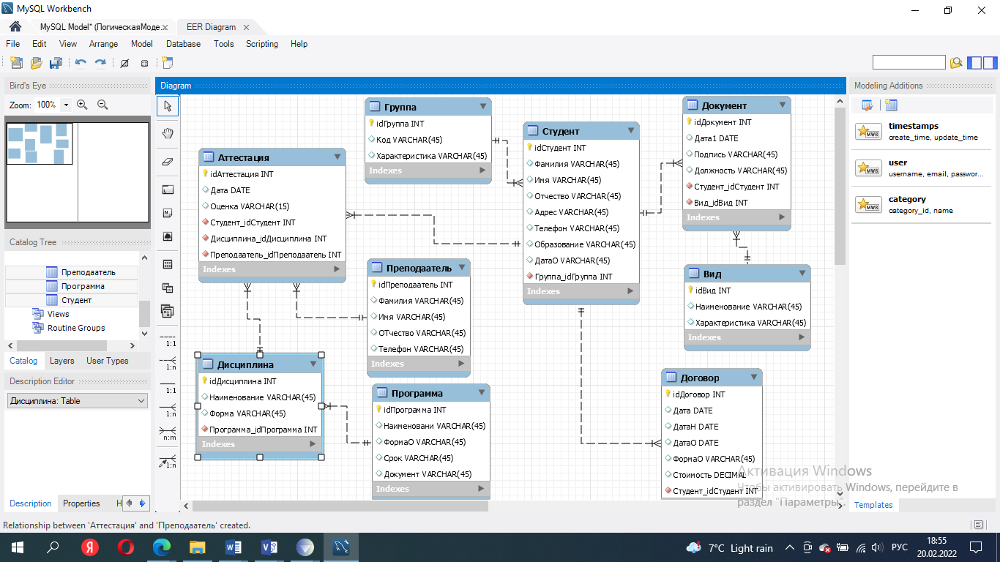 MySQL Workbench
MySQL Model* (ЛогическаяМоде.
EER Diagram
File Edit View Arrange Model Database Tools Scripting Help
Bird's Eye
Zoom: 100%
Catalog Tree
Преподаатель
Программа
Студент
Views
Routine Groups
Catalog Layers User Types
Description Editor
Дисциплина: Table
Description Properties H
Diagram
1:1
1:n
1:1
1:n
n:m
1:n
Аттестация
idАттестация INT
Дата DATE
Оценка VARCHAR(15)
Студент_idСтудент INT
Дисциплина_idДисциплина INT
Преподаатель_idПреподаатель INT
Indexes
Группа
idГруппа INT
Код VARCHAR(45)
Характеристика VARCHAR(45)
Indexes
Студент
idСтудент INT
Фамилия VARCHAR(45)
Имя VARCHAR(45)
Отчество VARCHAR(45)
Адрес VARCHAR(45)
Телефон VARCHAR(45)
Образование VARCHAR(45)
ДатаО VARCHAR(45)
Группа_idГруппа INT
Indexes
Документ
idДокумент INT
Дата1 DATE
Подпись VARCHAR(45)
Должность VARCHAR(45)
Студент_idСтудент INT
Вид_idВид INT
Indexes
Преподаатель
idПреподаатель INT
Фамилия VARCHAR(45)
Имя VARCHAR(45)
ОТчество VARCHAR(45)
Телефон VARCHAR(45)
Indexes
Вид
idВид INT
Наименование VARCHAR(45)
Характеристика VARCHAR(45)
Indexes
Дисциплина
idДисциплина INT
Наименование VARCHAR(45)
Форма VARCHAR(45)
Программа_idПрограмма INT
Indexes
Программа
idПрограмма INT
Наименовани VARCHAR(45)
ФормаО VARCHAR(45)
Срок VARCHAR(45)
Документ VARCHAR(45)
Indexes
Договор
idДоговор INT
Дата DATE
ДатаН DATE
ДатаО DATE
ФормаО VARCHAR(45)
Стоимость DECIMAL
Студент_idСтудент INT
Modeling Additions
timestamps
create_time, update_time
user
username, email, passwor...
category
category_id, name
MWB
MWB
MWB
Активация Windows
Чтобы активировать Windows, перейдите в
раздел "Параметры".
Templates
Relationship between 'Аттестация' and 'Преподаатель' created.
7°C Light rain
РУС
18:55
20.02.2022